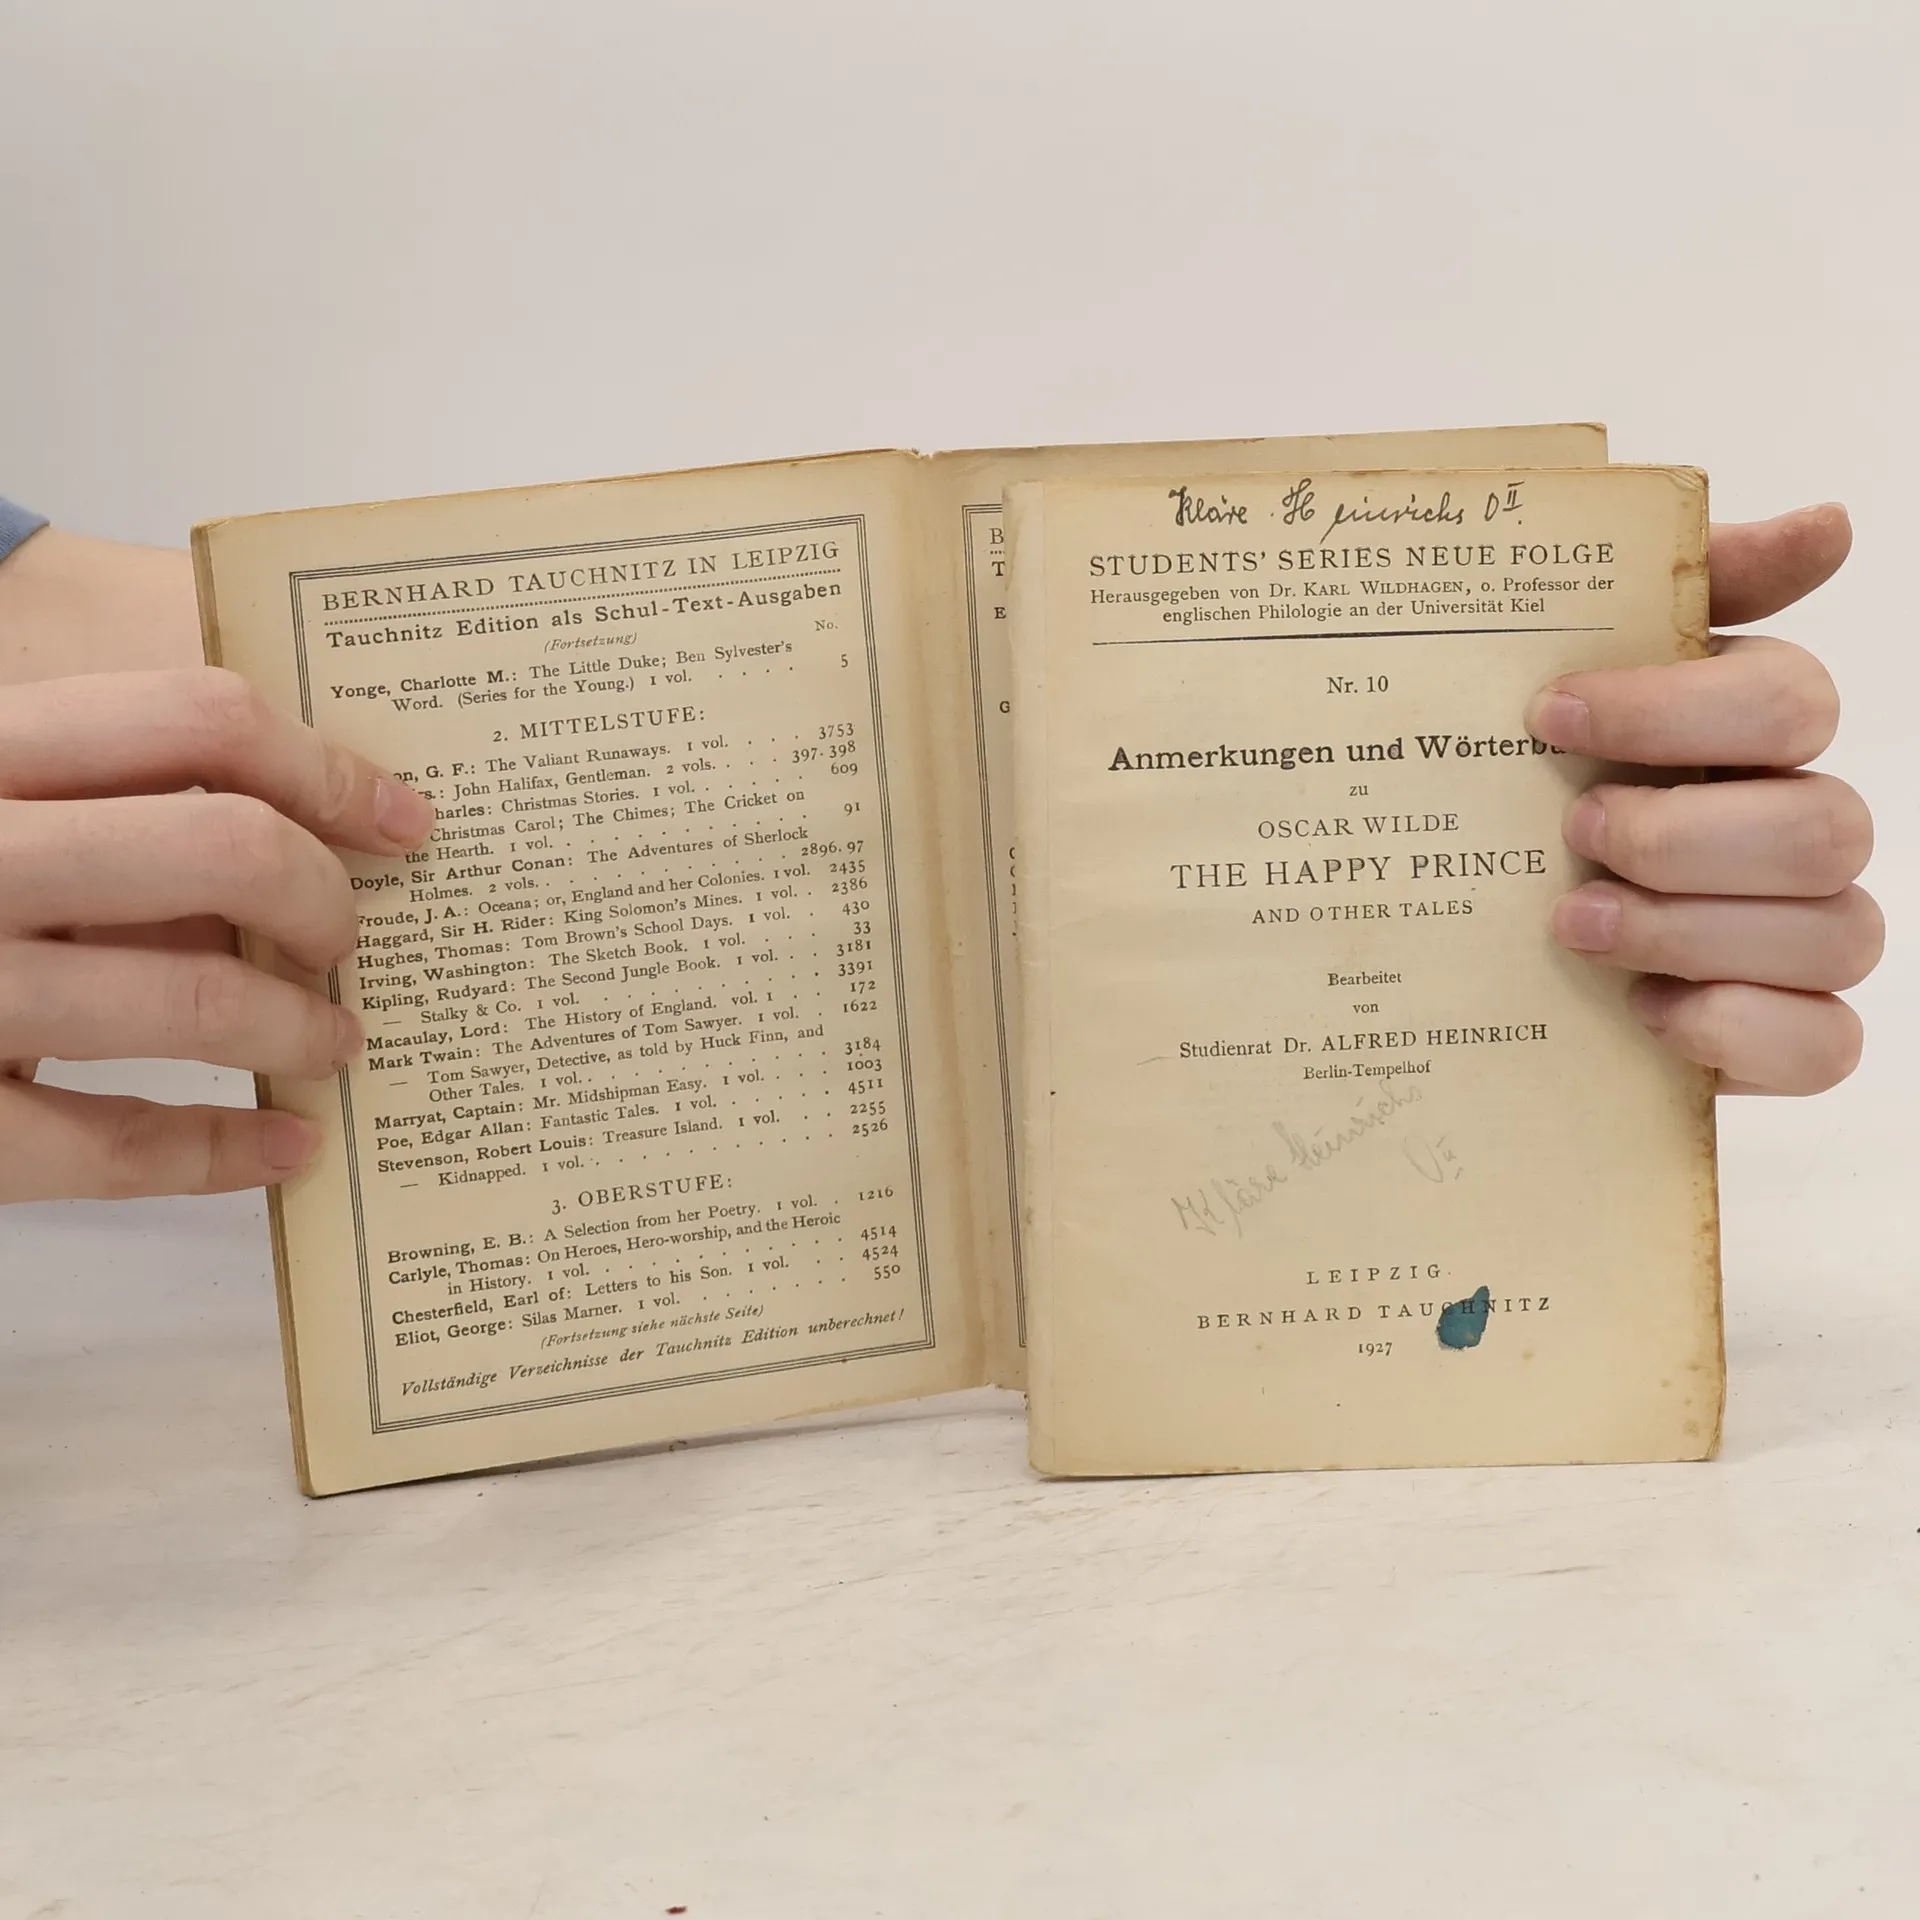 BERNHARD TAUCHNITZ IN LEIPZIG
Tauchnitz Edition als Schul-Text-Ausgaben
(Fortsetzung)
No.
Yonge, Charlotte M.: The Little Duke; Ben Sylvester's
Word. (Series for the Young.) 1 vol. . . . . 5
2. MITTELSTUFE:
on, G. F.: The Valiant Runaways. 1 vol. . . . 3753
rs.: John Halifax, Gentleman. 2 vols. . . . 397. 398
harles: Christmas Stories. 1 vol. . . . . . 609
Christmas Carol; The Chimes; The Cricket on
the Hearth. 1 vol. . . . . . . . . . . 91
Doyle, Sir Arthur Conan: The Adventures of Sherlock
Holmes. 2 vols. . . . . . . . . . . 2896. 97
Froude, J. A.: Oceana; or, England and her Colonies. 1 vol. 2435
Haggard, Sir H. Rider: King Solomon's Mines. 1 vol. . 2386
Hughes, Thomas: Tom Brown's School Days. 1 vol. . 430
Irving, Washington: The Sketch Book. 1 vol. . . . 33
Kipling, Rudyard: The Second Jungle Book. 1 vol. . . 3181
— Stalky & Co. 1 vol. . . . . . . . . . 3391
Macaulay, Lord: The History of England. vol. 1 . . 172
Mark Twain: The Adventures of Tom Sawyer. 1 vol. . 1622
— Tom Sawyer, Detective, as told by Huck Finn, and
Other Tales. 1 vol. . . . . . . . . . . 3184
Marryat, Captain: Mr. Midshipman Easy. 1 vol. . . . 1003
Poe, Edgar Allan: Fantastic Tales. 1 vol. . . . . . 4511
Stevenson, Robert Louis: Treasure Island. 1 vol. . . 2255
— Kidnapped. 1 vol. . . . . . . . . . . 2526
3. OBERSTUFE:
Browning, E. B.: A Selection from her Poetry. 1 vol. . 1216
Carlyle, Thomas: On Heroes, Hero-worship, and the Heroic
in History. 1 vol. . . . . . . . . . . 4514
Chesterfield, Earl of: Letters to his Son. 1 vol. . . 4524
Eliot, George: Silas Marner. 1 vol. . . . . . . . 550
(Fortsetzung siehe nächste Seite)
Vollständige Verzeichnisse der Tauchnitz Edition unberechnet!
B
T
E
G
Kläre Heinrichs O II.
STUDENTS' SERIES NEUE FOLGE
Herausgegeben von Dr. KARL WILDHAGEN, o. Professor der
englischen Philologie an der Universität Kiel
Nr. 10
Anmerkungen und Wörterbu
zu
OSCAR WILDE
THE HAPPY PRINCE
AND OTHER TALES
Bearbeitet
von
Studienrat Dr. ALFRED HEINRICH
Berlin-Tempelhof
Kläre Heinrichs
O II
LEIPZIG
BERNHARD TAUCHNITZ
1927